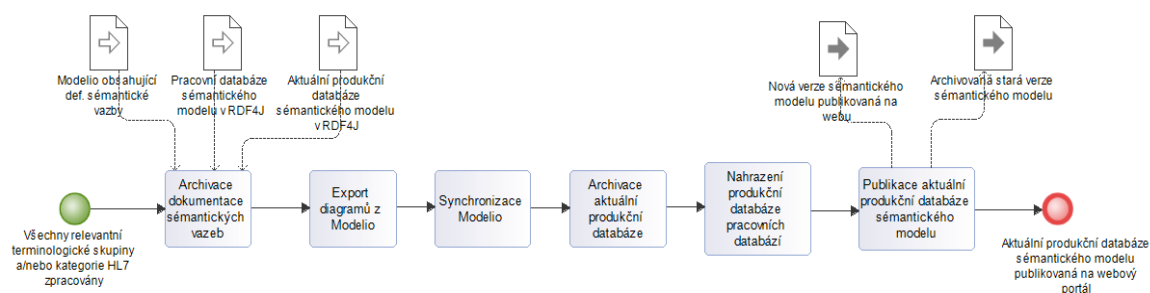 Modelio obsahující
def. sémantické
vazby
Pracovní databáze
sémantického
modelu v RDF4J
Aktuální produkční
databáze
sémantického modelu
v RDF4J
Nová verze sémantického
modelu publikovaná na
webu
Archivovaná stará verze
sémantického modelu
Všechny relevantní
terminologické skupiny
a/nebo kategorie HL7
zpracovány
Archivace
dokumentace
sémantických
vazeb
Export
diagramů z
Modelio
Synchronizace
Modelio
Archivace
aktuální
produkční
databáze
Nahrazení
produkční
databáze
pracovních
databází
Publikace aktuální
produkční databáze
sémantického
modelu
Aktuální produkční databáze
sémantického modelu
publikovaná na webový
portál